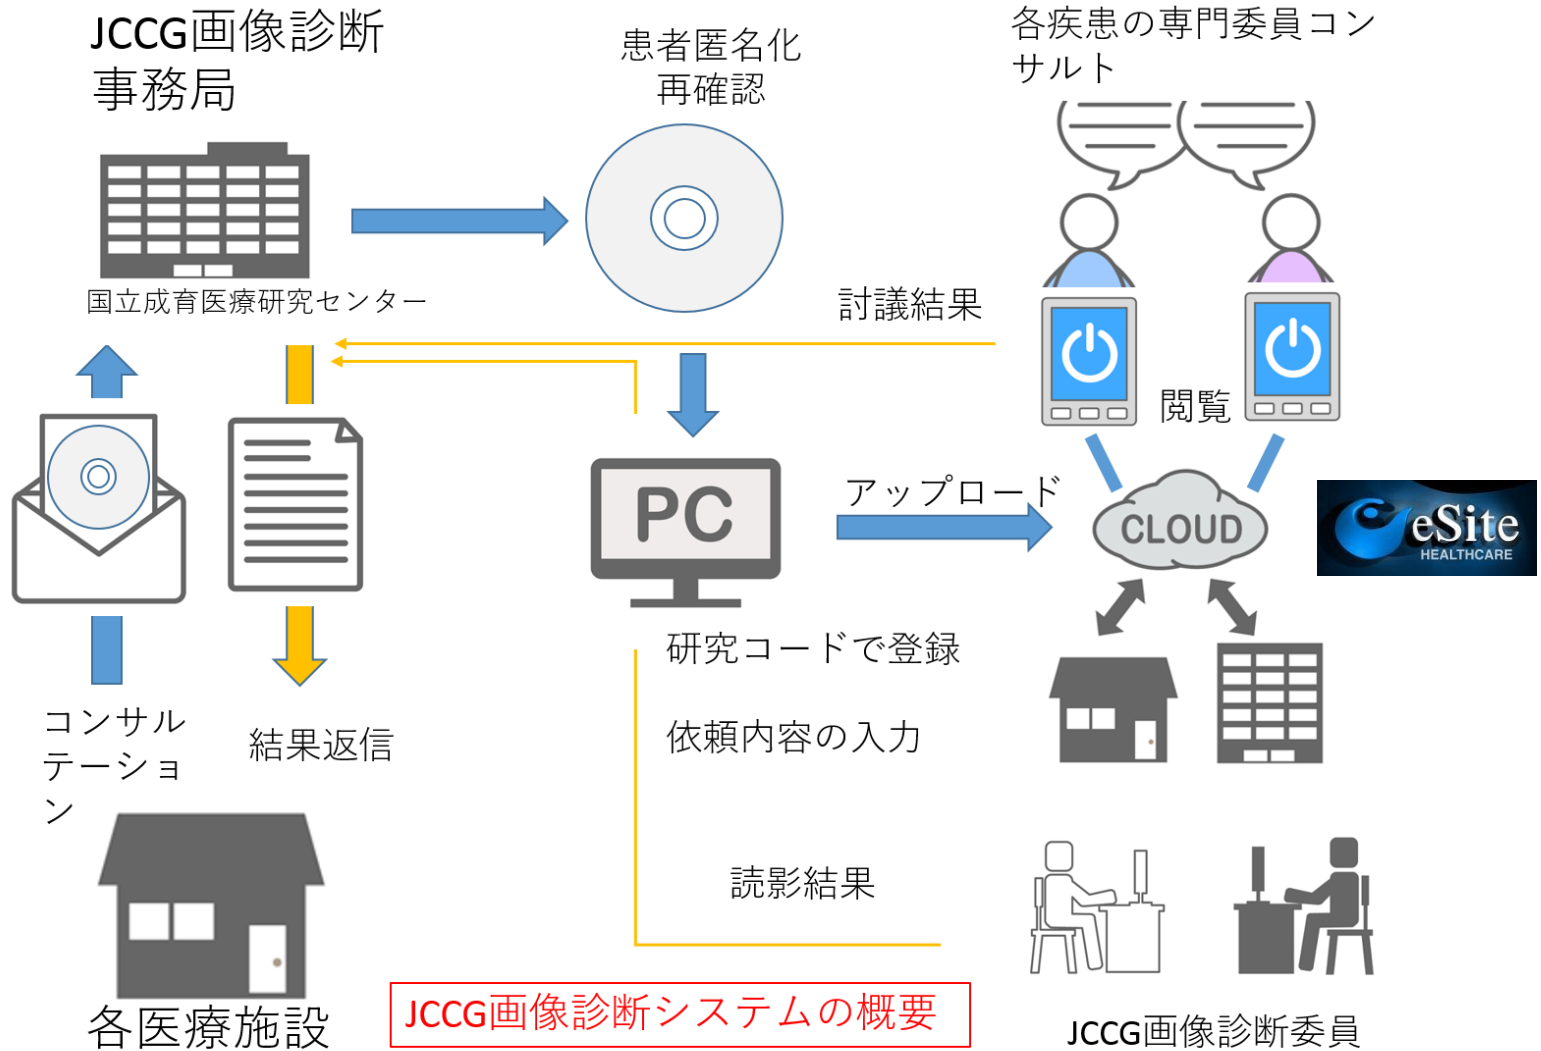 JCCG画像診断
事務局
患者匿名化
再確認
各疾患の専門委員コン
サルト
国立成育医療研究センター
討議結果
閲覧
PC
アップロード
CLOUD
eSite
HEALTHCARE
研究コードで登録
依頼内容の入力
コンサル
テーショ
ン
結果返信
読影結果
各医療施設
JCCG画像診断システムの概要
JCCG画像診断委員